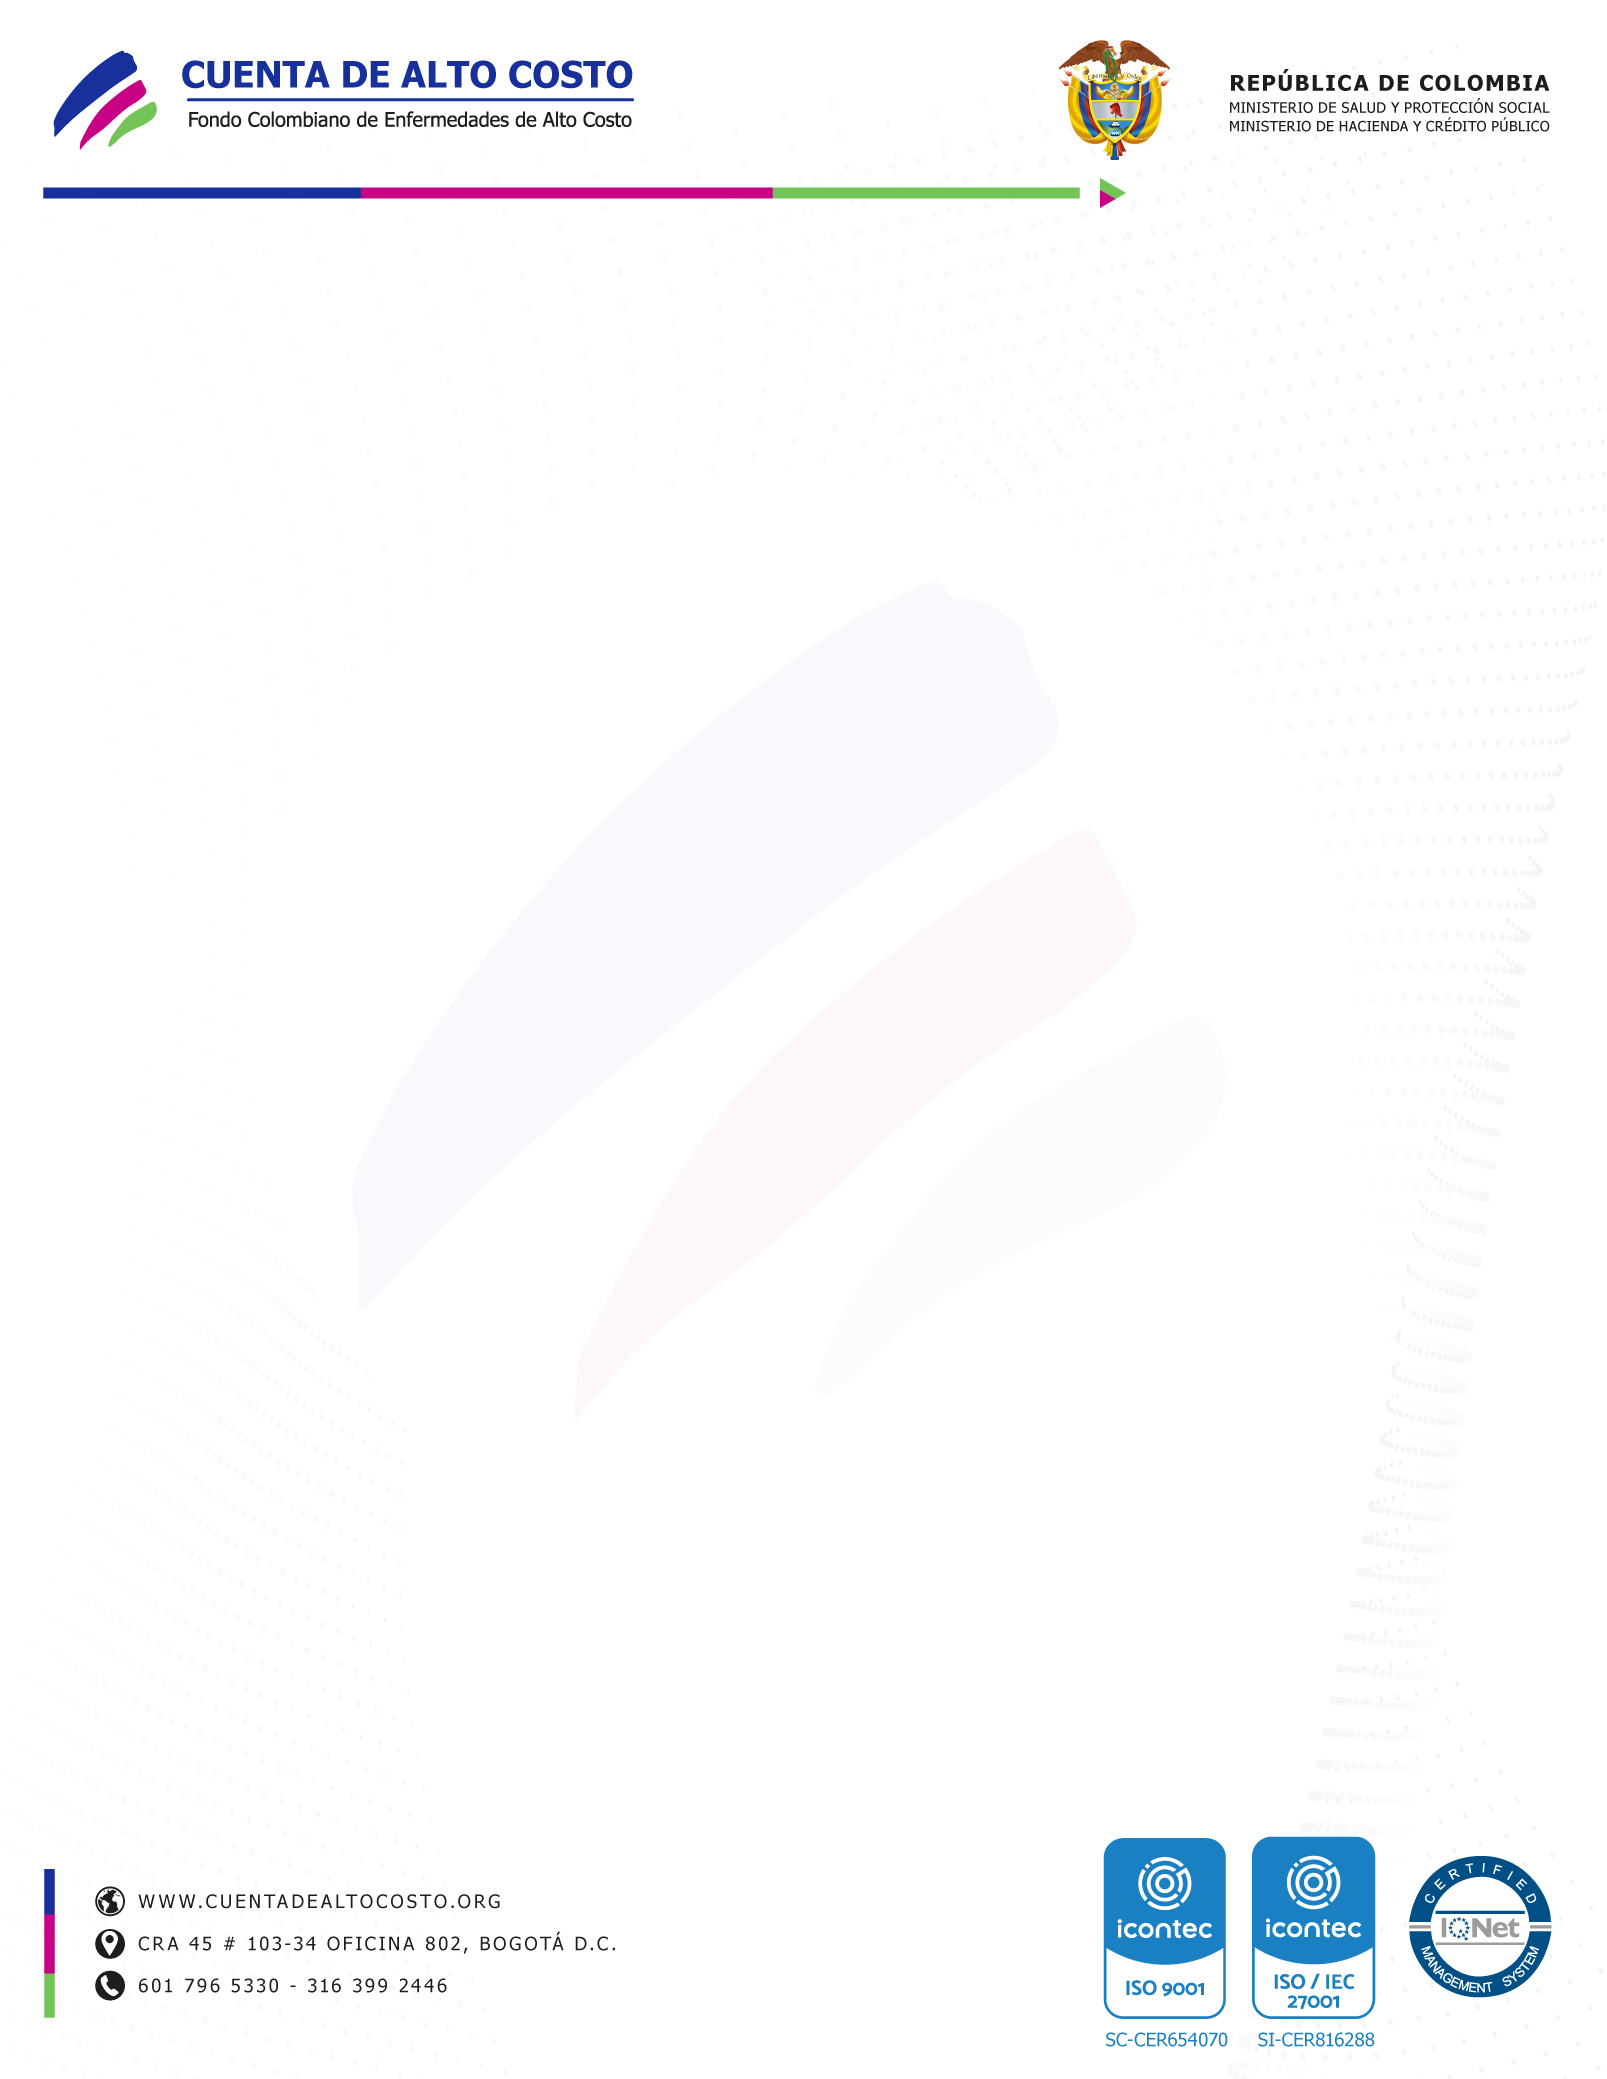 CUENTA DE ALTO COSTO
Fondo Colombiano de Enfermedades de Alto Costo
REPÚBLICA DE COLOMBIA
MINISTERIO DE SALUD Y PROTECCIÓN SOCIAL
MINISTERIO DE HACIENDA Y CRÉDITO PÚBLICO
WWW.CUENTADEALTOCOSTO.ORG
CRA 45 # 103-34 OFICINA 802, BOGOTÁ D.C.
601 796 5330 - 316 399 2446
icontec
ISO 9001
SC-CER654070
icontec
ISO / IEC
27001
SI-CER816288
CERTIFIED
IQNet
MANAGEMENT SYSTEM